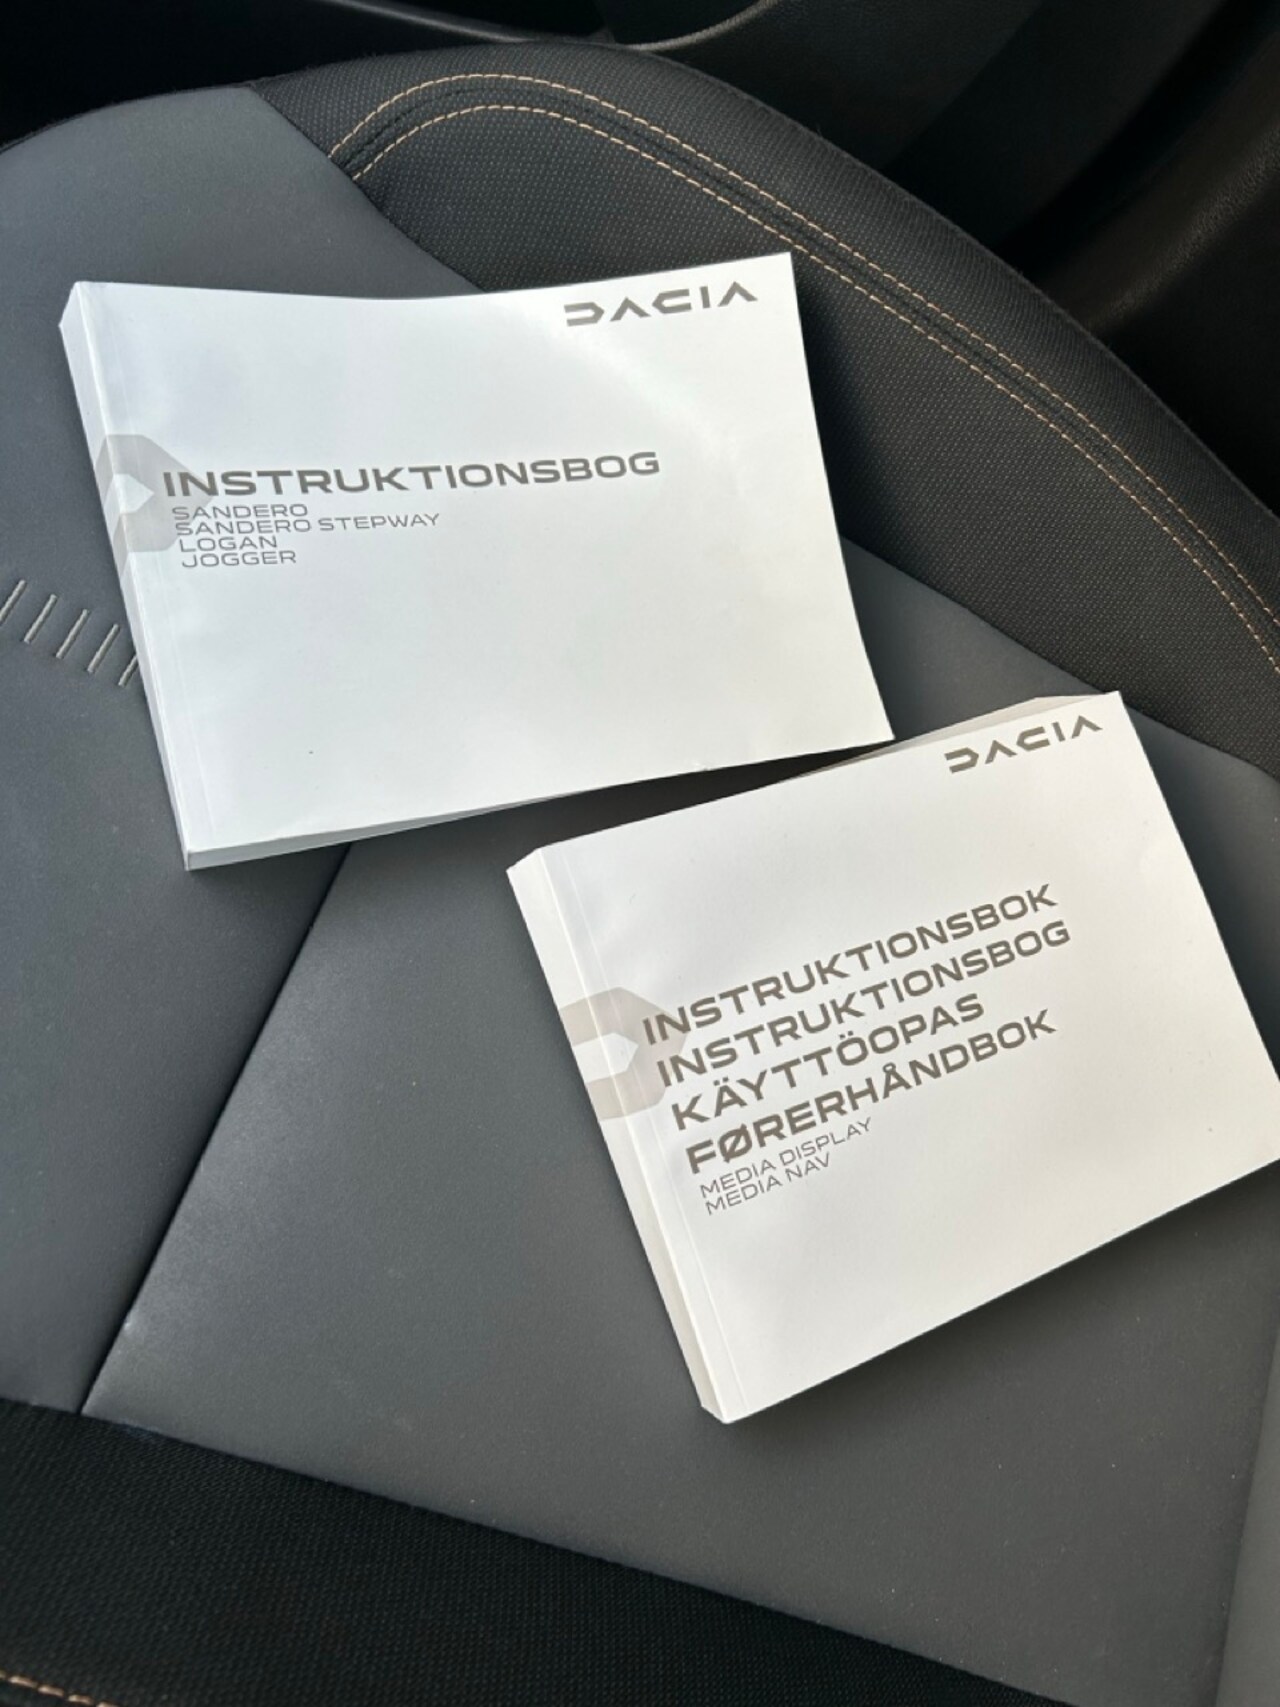 DACIA
INSTRUKTIONSBOG
SANDERO
SANDERO STEPWAY
LOGAN
JOGGER
DACIA
INSTRUKTIONSBOK
INSTRUKTIONSBOG
KÄYTTÖOPAS
FØRERHÅNDBOK
MEDIA DISPLAY
MEDIA NAV